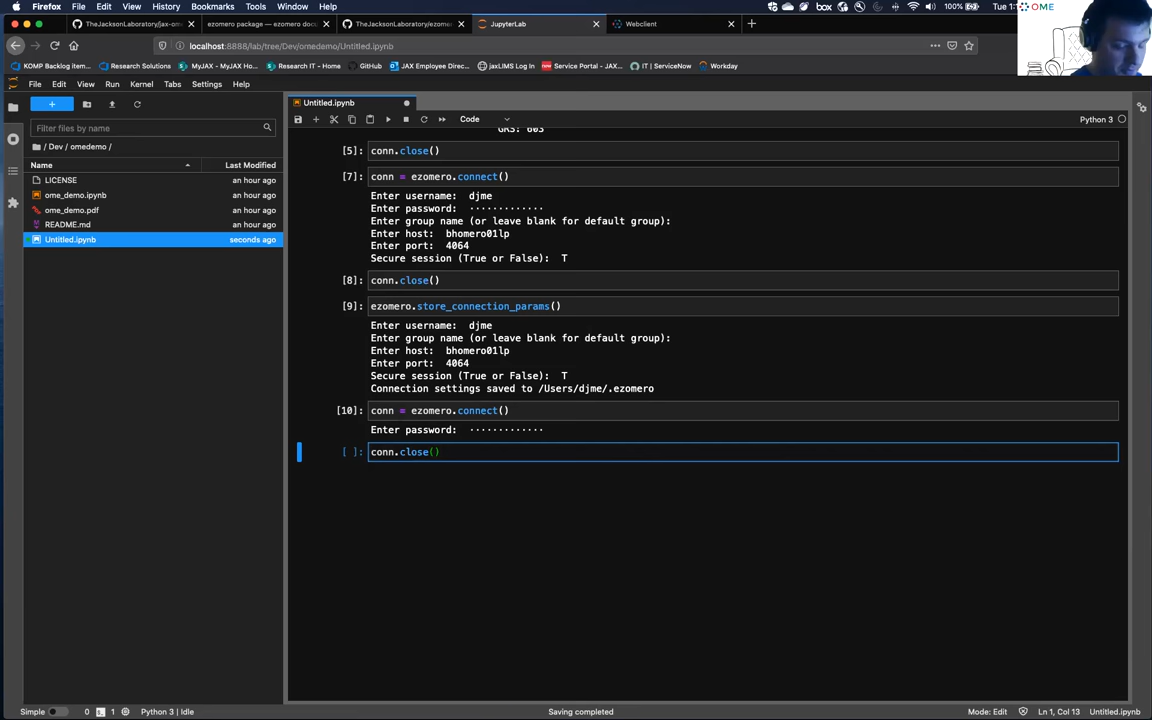 Firefox File Edit View History Bookmarks Tools Window Help
box 100% Tue 1:
OME
TheJacksonLaboratory/jax-om
ezomero package — ezomero doc
TheJacksonLaboratory/ezome
JupyterLab
Webclient
localhost:8888/lab/tree/Dev/omedemo/Untitled.ipynb
KOMP Backlog item... Research Solutions MyJAX - MyJAX Ho... Research IT - Home GitHub JAX Employee Direc... jaxLIMS Log In Service Portal - JAX... IT | ServiceNow Workday
File Edit View Run Kernel Tabs Settings Help
Filter files by name
/ Dev / omedemo /
Name Last Modified
LICENSE an hour ago
ome_demo.ipynb an hour ago
ome_demo.pdf an hour ago
README.md an hour ago
Untitled.ipynb seconds ago
Untitled.ipynb
Code
Python 3
GRS: 603
[5]: conn.close()
[7]: conn = ezomero.connect()
Enter username: djme
Enter password: ·············
Enter group name (or leave blank for default group):
Enter host: bhomero01lp
Enter port: 4064
Secure session (True or False): T
[8]: conn.close()
[9]: ezomero.store_connection_params()
Enter username: djme
Enter group name (or leave blank for default group):
Enter host: bhomero01lp
Enter port: 4064
Secure session (True or False): T
Connection settings saved to /Users/djme/.ezomero
[10]: conn = ezomero.connect()
Enter password: ·············
[ ]: conn.close()
Simple 0 1 Python 3 | Idle Saving completed Mode: Edit Ln 1, Col 13 Untitled.ipynb